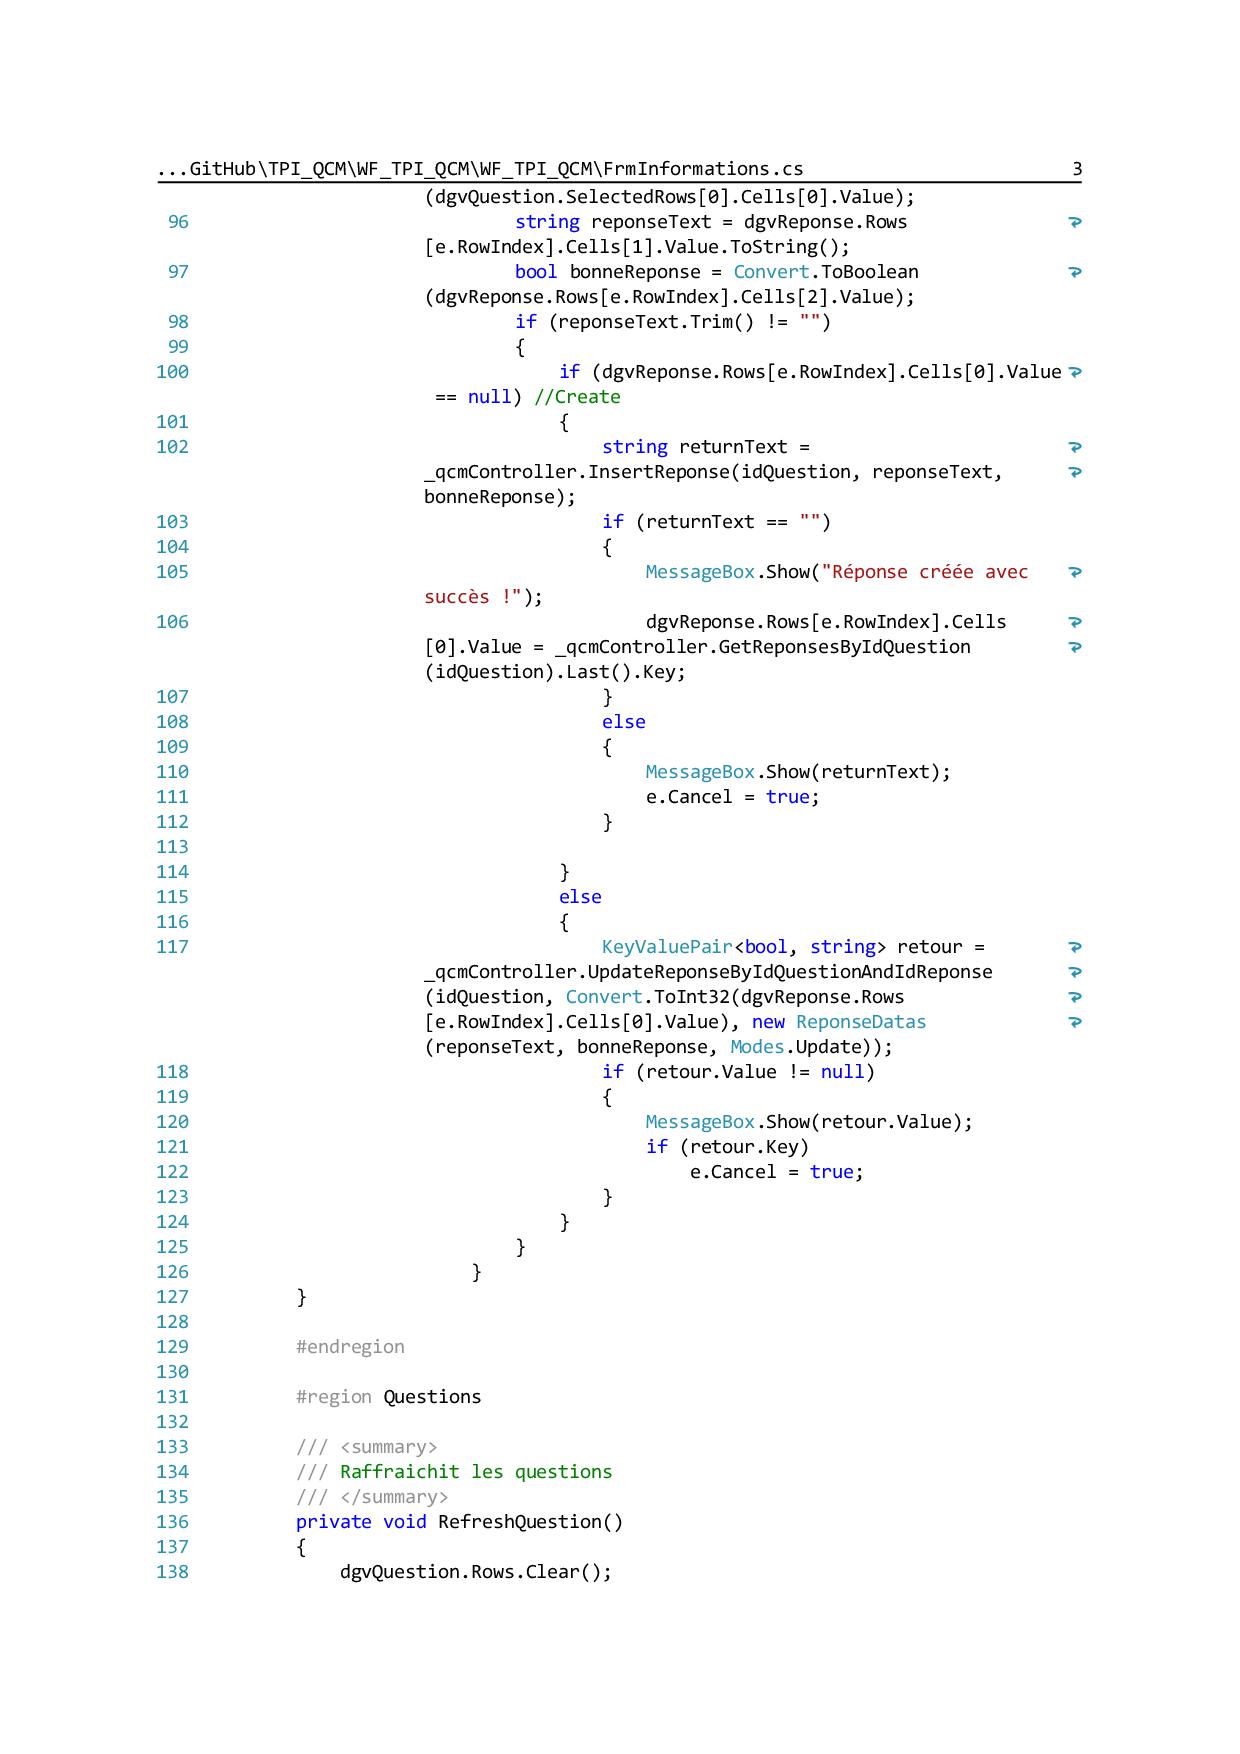 ...GitHub\TPI_QCM\WF_TPI_QCM\WF_TPI_QCM\FrmInformations.cs 3
(dgvQuestion.SelectedRows[0].Cells[0].Value);
96 string reponseText = dgvReponse.Rows
[e.RowIndex].Cells[1].Value.ToString();
97 bool bonneReponse = Convert.ToBoolean
(dgvReponse.Rows[e.RowIndex].Cells[2].Value);
98 if (reponseText.Trim() != "")
99 {
100 if (dgvReponse.Rows[e.RowIndex].Cells[0].Value
== null) //Create
101 {
102 string returnText =
_qcmController.InsertReponse(idQuestion, reponseText,
bonneReponse);
103 if (returnText == "")
104 {
105 MessageBox.Show("Réponse créée avec
succès !");
106 dgvReponse.Rows[e.RowIndex].Cells
[0].Value = _qcmController.GetReponsesByIdQuestion
(idQuestion).Last().Key;
107 }
108 else
109 {
110 MessageBox.Show(returnText);
111 e.Cancel = true;
112 }
113
114 }
115 else
116 {
117 KeyValuePair<bool, string> retour =
_qcmController.UpdateReponseByIdQuestionAndIdReponse
(idQuestion, Convert.ToInt32(dgvReponse.Rows
[e.RowIndex].Cells[0].Value), new ReponseDatas
(reponseText, bonneReponse, Modes.Update));
118 if (retour.Value != null)
119 {
120 MessageBox.Show(retour.Value);
121 if (retour.Key)
122 e.Cancel = true;
123 }
124 }
125 }
126 }
127 }
128
129 #endregion
130
131 #region Questions
132
133 /// <summary>
134 /// Raffraichit les questions
135 /// </summary>
136 private void RefreshQuestion()
137 {
138 dgvQuestion.Rows.Clear();